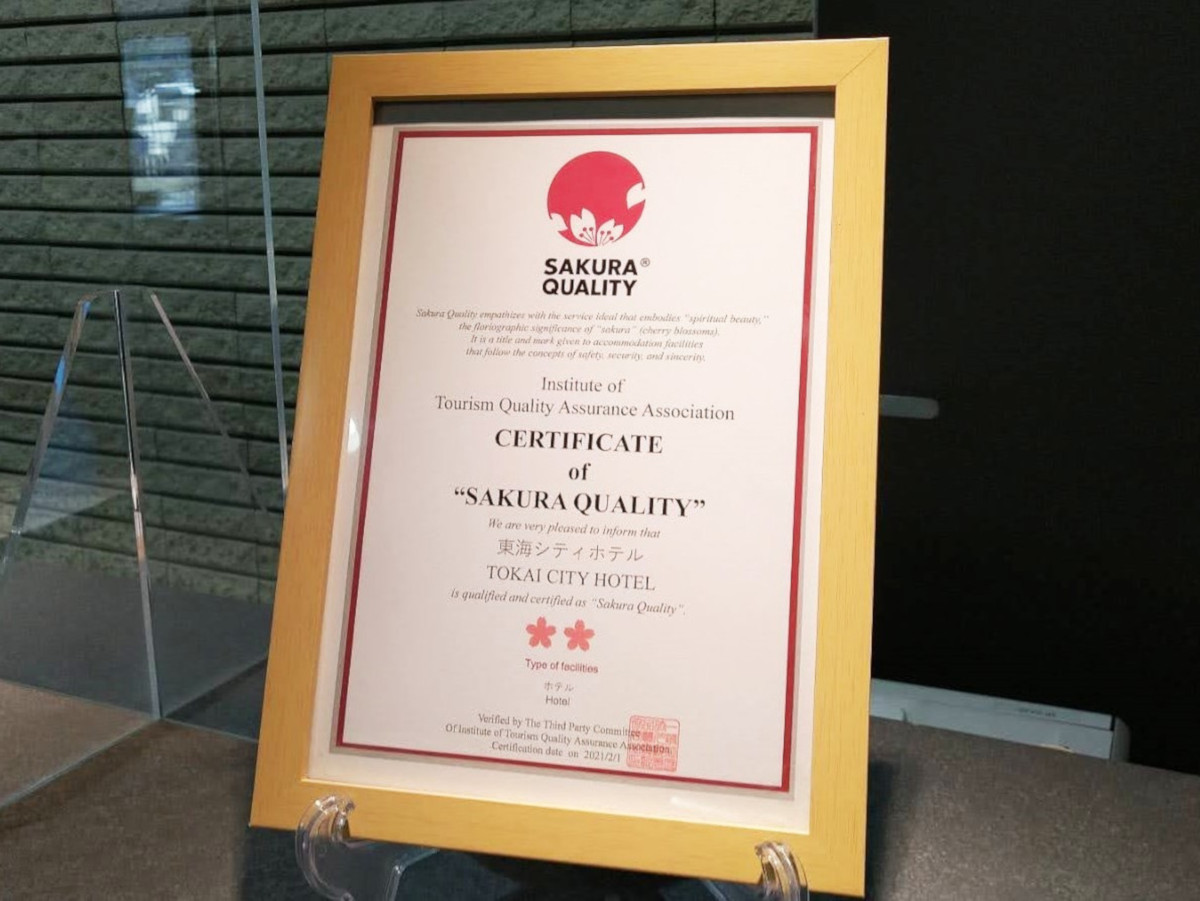 SAKURA®
QUALITY
Sakura Quality empathizes with the service ideal that embodies "spiritual beauty,"
the floriographic significance of "sakura" (cherry blossoms).
It is a title and mark given to accommodation facilities
that follow the concepts of safety, security, and sincerity.
Institute of
Tourism Quality Assurance Association
CERTIFICATE
of
“SAKURA QUALITY”
We are very pleased to inform that
東海シティホテル
TOKAI CITY HOTEL
is qualified and certified as “Sakura Quality”.
Type of facilities
ホテル
Hotel
Verified by The Third Party Committee
Of Institute of Tourism Quality Assurance Association
Certification date on 2021/2/1